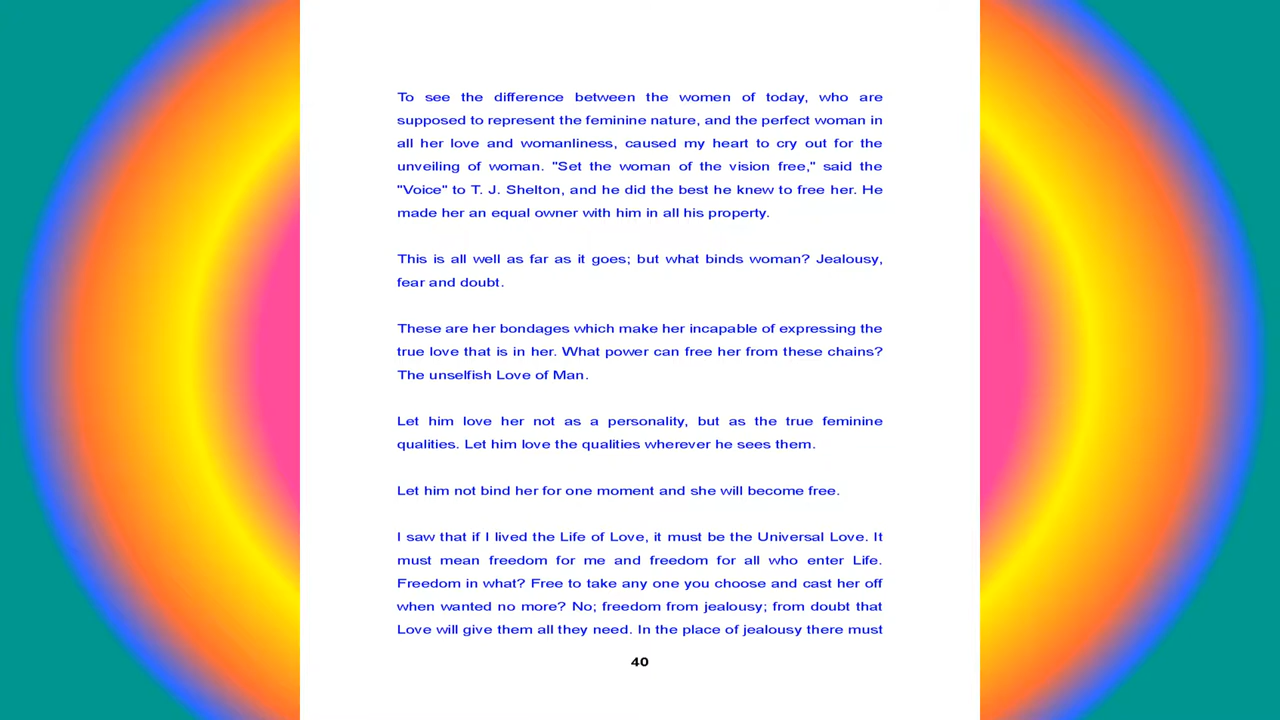 To see the difference between the women of today, who are
supposed to represent the feminine nature, and the perfect woman in
all her love and womanliness, caused my heart to cry out for the
unveiling of woman. "Set the woman of the vision free," said the
"Voice" to T. J. Shelton, and he did the best he knew to free her. He
made her an equal owner with him in all his property.
This is all well as far as it goes; but what binds woman? Jealousy,
fear and doubt.
These are her bondages which make her incapable of expressing the
true love that is in her. What power can free her from these chains?
The unselfish Love of Man.
Let him love her not as a personality, but as the true feminine
qualities. Let him love the qualities wherever he sees them.
Let him not bind her for one moment and she will become free.
I saw that if I lived the Life of Love, it must be the Universal Love. It
must mean freedom for me and freedom for all who enter Life.
Freedom in what? Free to take any one you choose and cast her off
when wanted no more? No; freedom from jealousy; from doubt that
Love will give them all they need. In the place of jealousy there must
40